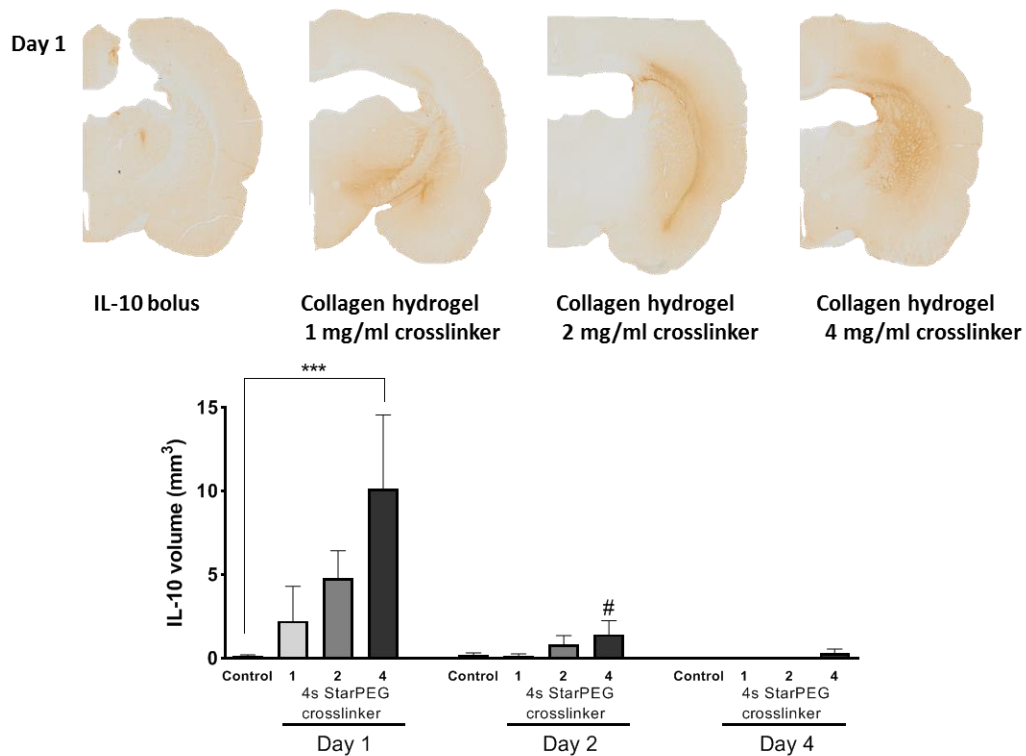 Day 1
IL-10 bolus
Collagen hydrogel
1 mg/ml crosslinker
Collagen hydrogel
2 mg/ml crosslinker
Collagen hydrogel
4 mg/ml crosslinker
***
IL-10 volume (mm³)
15
10
5
0
#
Control 1 2 4 Control 1 2 4 Control 1 2 4
4s StarPEG
crosslinker
4s StarPEG
crosslinker
4s StarPEG
crosslinker
Day 1 Day 2 Day 4